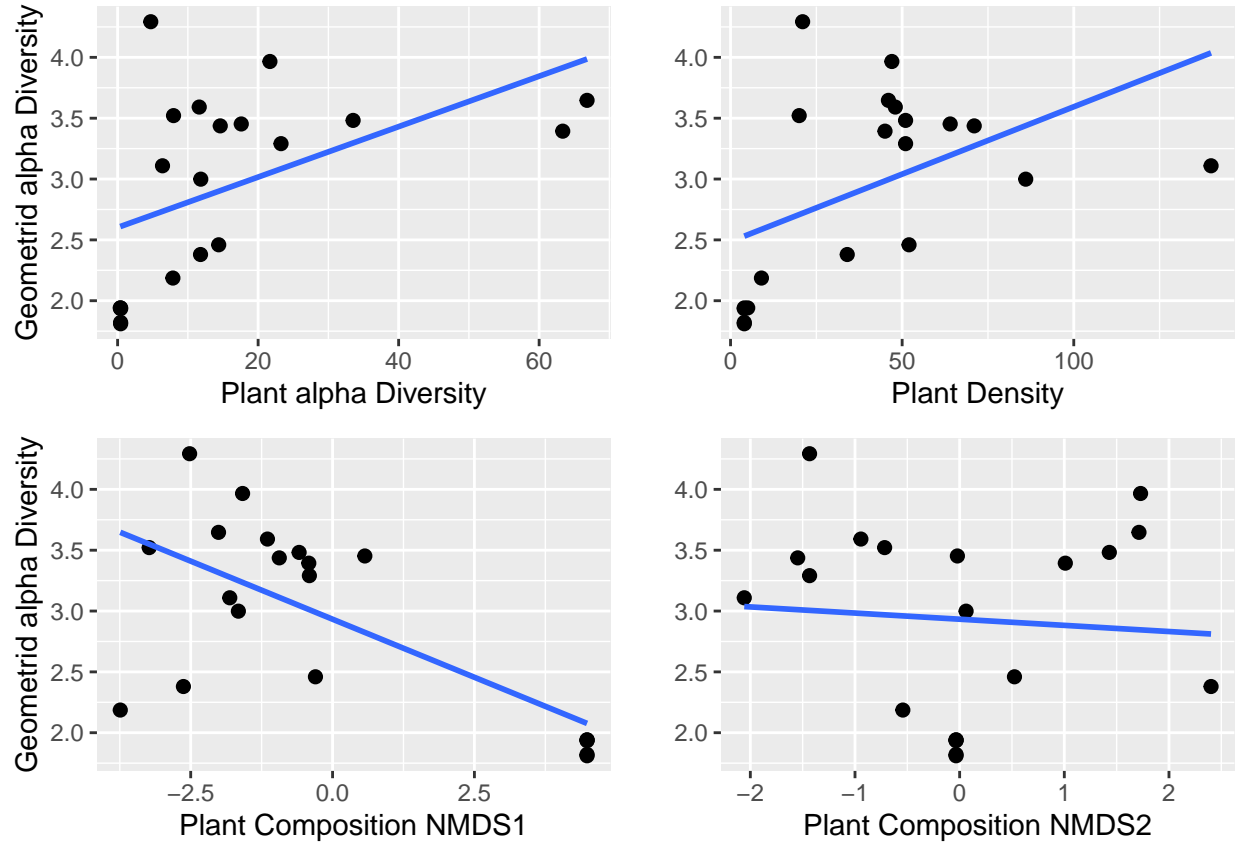 Geometrid alpha Diversity
4.0
3.5
3.0
2.5
2.0
0 20 40 60
Plant alpha Diversity
4.0
3.5
3.0
2.5
2.0
0 50 100
Plant Density
Geometrid alpha Diversity
4.0
3.5
3.0
2.5
2.0
−2.5 0.0 2.5
Plant Composition NMDS1
4.0
3.5
3.0
2.5
2.0
−2 −1 0 1 2
Plant Composition NMDS2